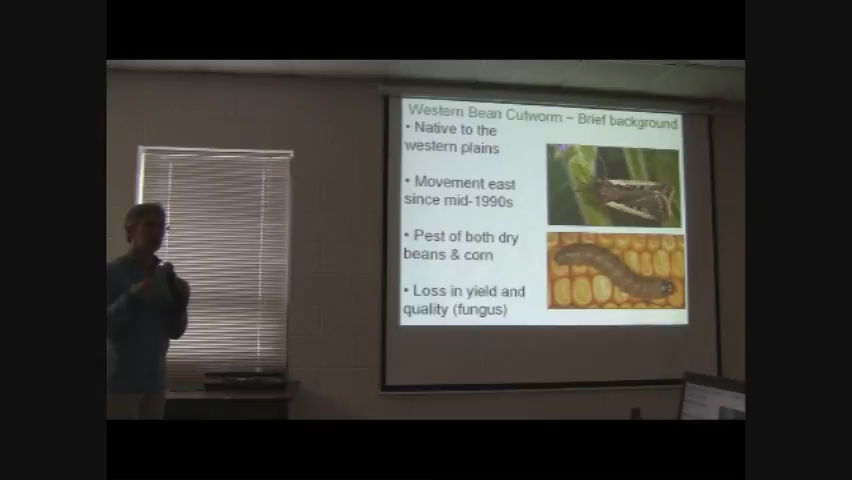 Western Bean Cutworm ~ Brief background
• Native to the
western plains
• Movement east
since mid-1990s
• Pest of both dry
beans & corn
• Loss in yield and
quality (fungus)